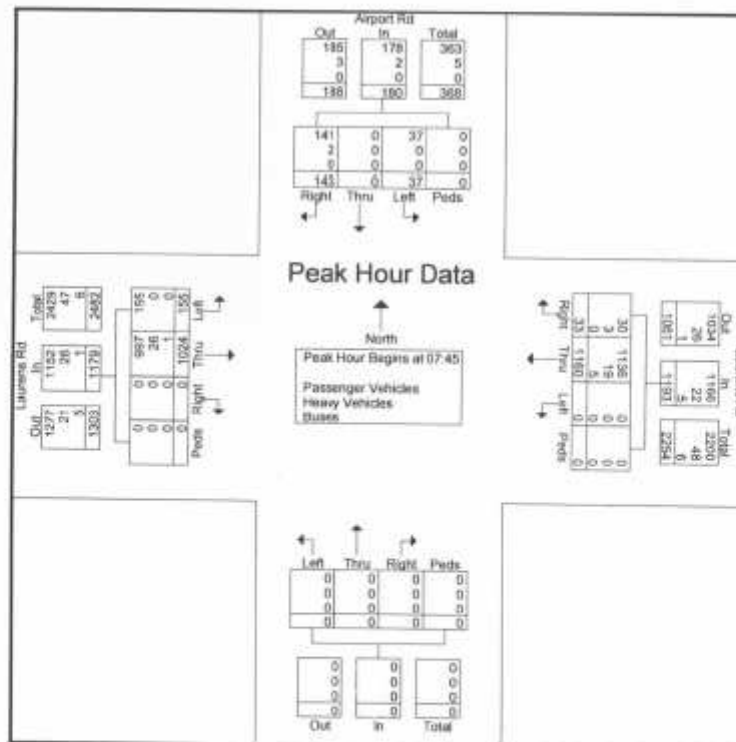 Airport Rd
Out In Total
185 178 363
3 2 5
0 0 0
188 180 368
141 0 37 0
2 0 0 0
0 0 0 0
143 0 37 0
Right Thru Left Peds
Peak Hour Data
North
Peak Hour Begins at 07:45
Passenger Vehicles
Heavy Vehicles
Buses
Laurens Rd
Total In Out
2429 1152 1277
47 26 21
6 1 5
2482 1179 1303
155 997 0 0
0 26 0 0
0 1 0 0
155 1024 0 0
Left Thru Right Peds
Out In Total
1034 1166 2200
26 22 48
1 5 6
1061 1193 2254
30 1136 0 0
3 19 0 0
0 5 0 0
33 1160 0 0
Right Thru Left Peds
Left Thru Right Peds
0 0 0 0
0 0 0 0
0 0 0 0
0 0 0 0
0 0 0
0 0 0
0 0 0
0 0 0
Out In Total